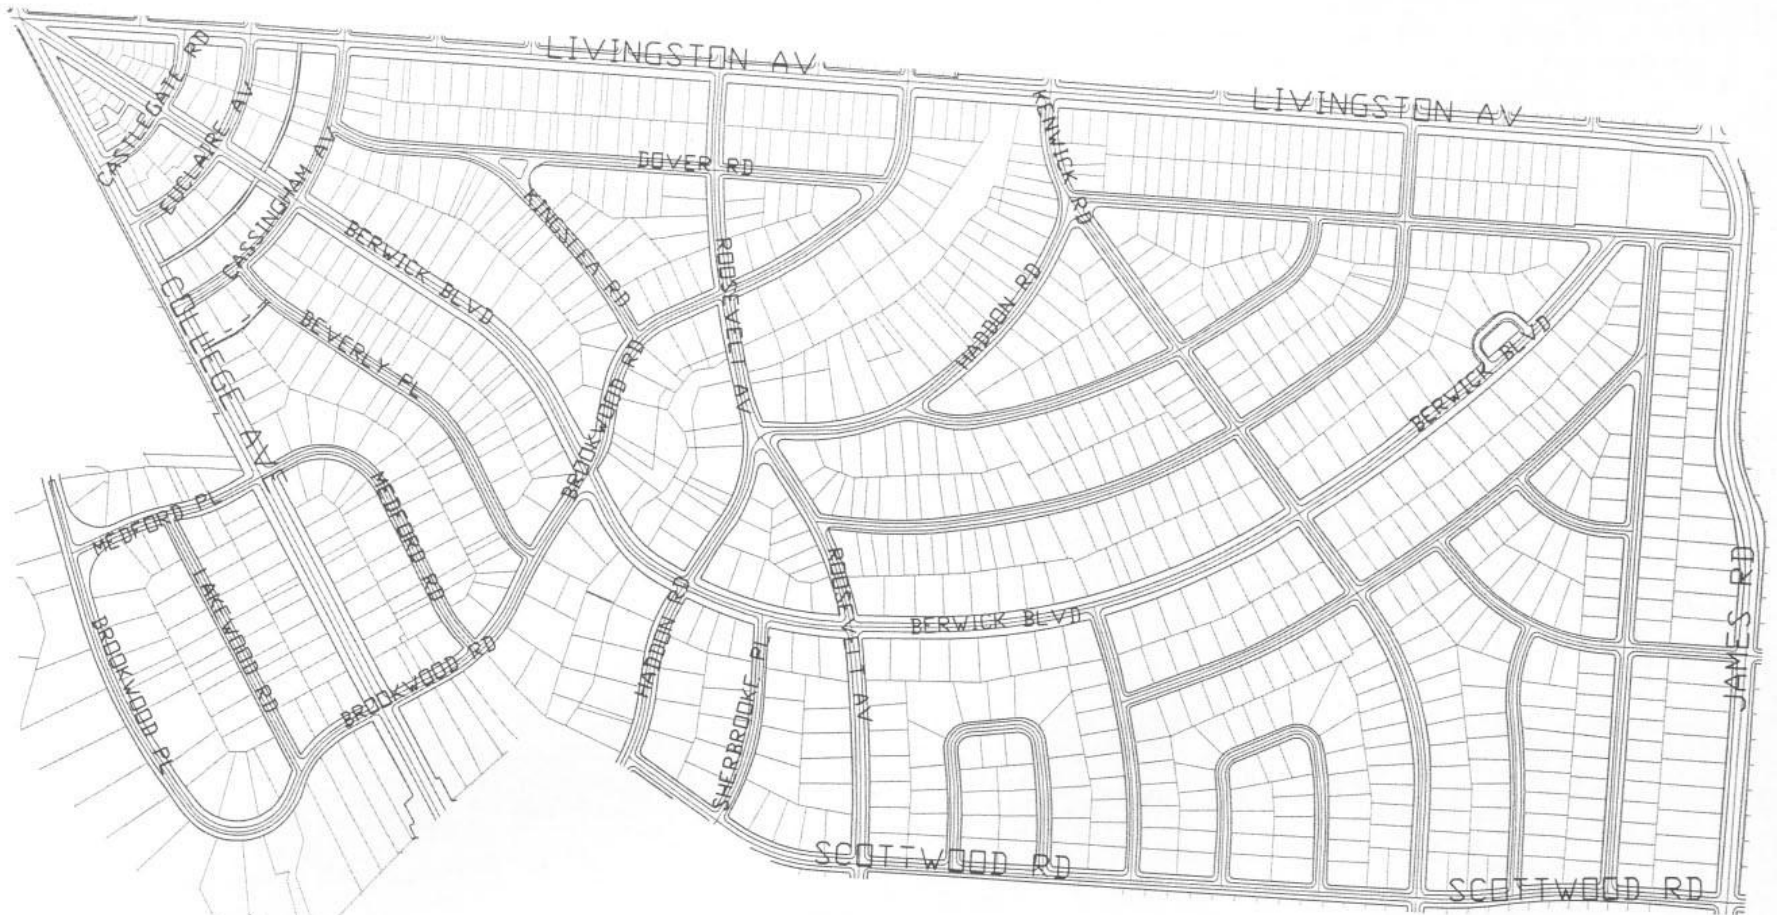 LIVINGSTON AV
LIVINGSTON AV
CASTLEGATE RD
EUCLAIRE AV
CASSINGHAM AV
DOVER RD
KENWICK RD
KINGSLEA RD
BERWICK BLVD
ROOSEVELT AV
HADDON RD
COLLEGE AVE
BEVERLY PL
BROOKWOOD RD
BERWICK BLVD
MEDFORD PL
MEDFORD RD
LAKEWOOD RD
BROOKWOOD PL
BROOKWOOD RD
HADDON RD
SHERBROOKE PL
ROOSEVELT AV
BERWICK BLVD
JAMES RD
SCOTTWOOD RD
SCOTTWOOD RD